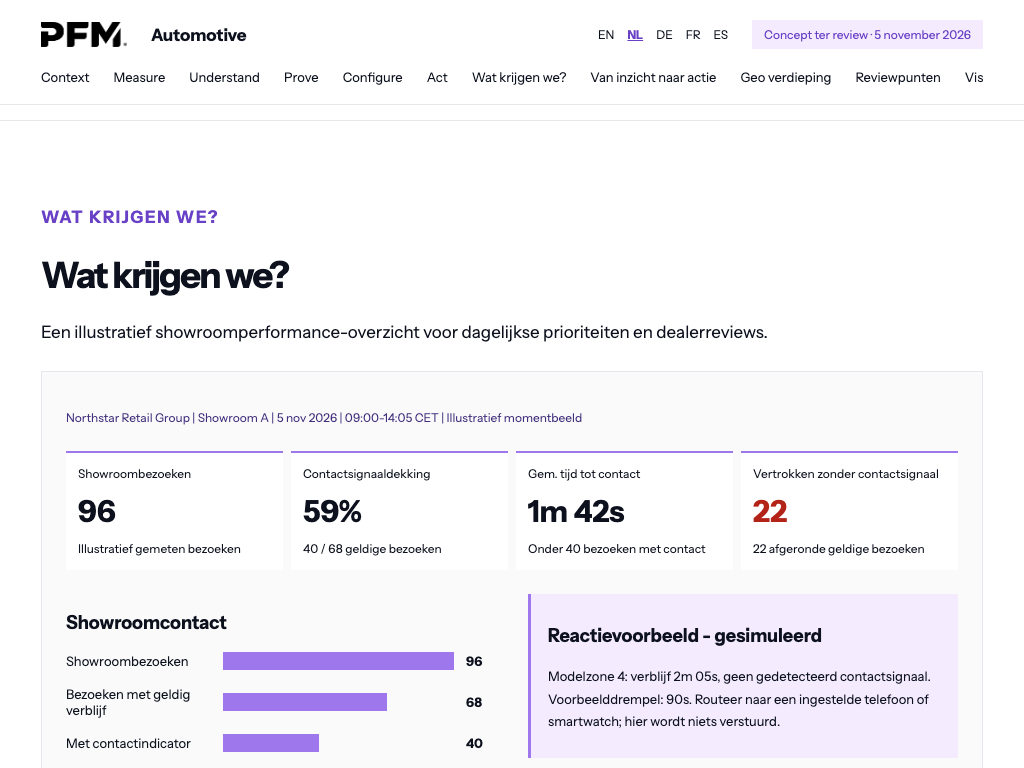 PFM
Automotive
EN NL DE FR ES
Concept ter review · 5 november 2026
Context Measure Understand Prove Configure Act Wat krijgen we? Van inzicht naar actie Geo verdieping Reviewpunten Vis
WAT KRIJGEN WE?
Wat krijgen we?
Een illustratief showroomperformance-overzicht voor dagelijkse prioriteiten en dealerreviews.
Northstar Retail Group | Showroom A | 5 nov 2026 | 09:00-14:05 CET | Illustratief momentbeeld
Showroombezoeken
96
Illustratief gemeten bezoeken
Contactsignaaldekking
59%
40 / 68 geldige bezoeken
Gem. tijd tot contact
1m 42s
Onder 40 bezoeken met contact
Vertrokken zonder contactsignaal
22
22 afgeronde geldige bezoeken
Showroomcontact
Showroombezoeken 96
Bezoeken met geldig
verblijf 68
Met contactindicator 40
Reactievoorbeeld - gesimuleerd
Modelzone 4: verblijf 2m 05s, geen gedetecteerd contactsignaal.
Voorbeelddrempel: 90s. Routeer naar een ingestelde telefoon of
smartwatch; hier wordt niets verstuurd.